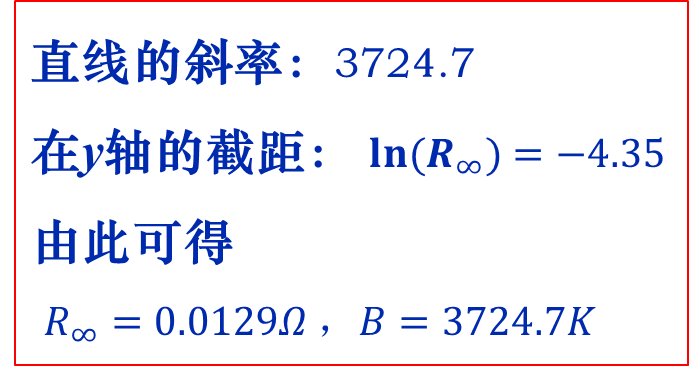 直线的斜率：3724.7
在y轴的截距： ln(R∞) = −4.35
由此可得
R∞ = 0.0129Ω ， B = 3724.7K